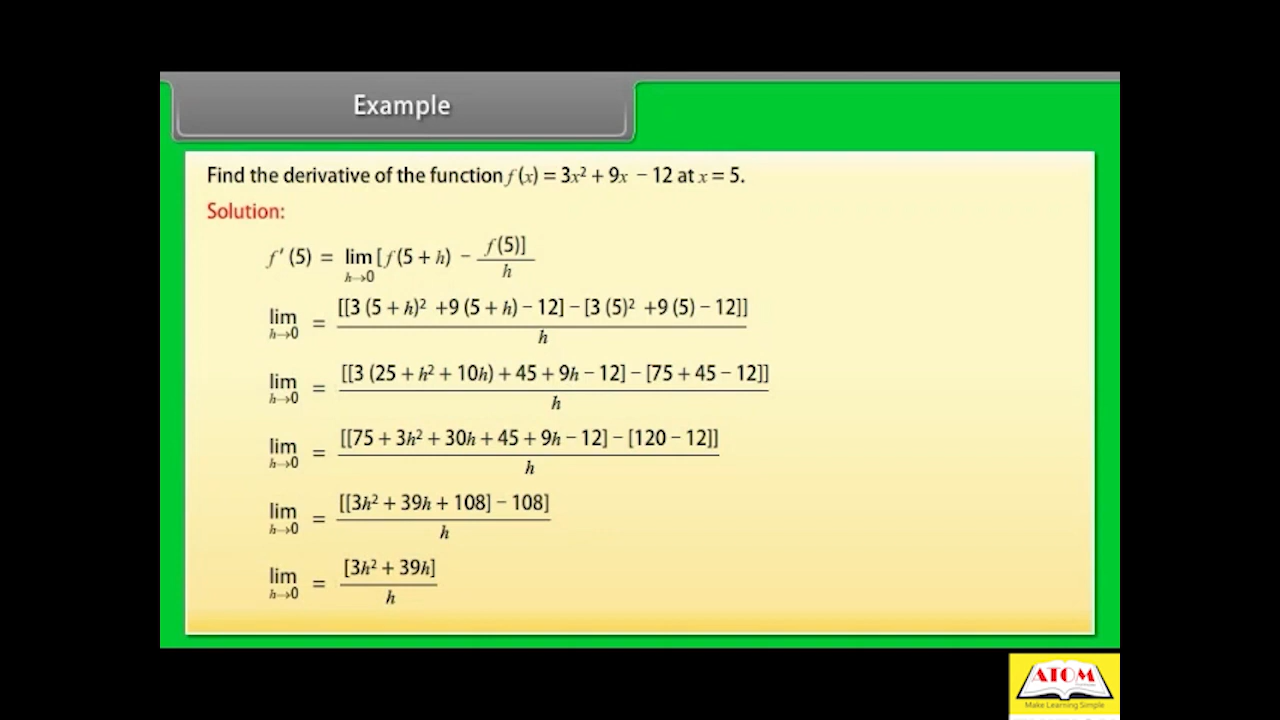 Example
Find the derivative of the function f (x) = 3x² + 9x − 12 at x = 5.
Solution:
f′ (5) = lim h→0 [f(5 + h) − f(5)] / h
lim h→0 = [[3 (5 + h)² +9 (5 + h) − 12] − [3 (5)² +9 (5) − 12]] / h
lim h→0 = [[3 (25 + h² + 10h) + 45 + 9h − 12] − [75 + 45 − 12]] / h
lim h→0 = [[75 + 3h² + 30h + 45 + 9h − 12] − [120 − 12]] / h
lim h→0 = [[3h² + 39h + 108] − 108] / h
lim h→0 = [3h² + 39h] / h
ATOM
Make Learning Simple